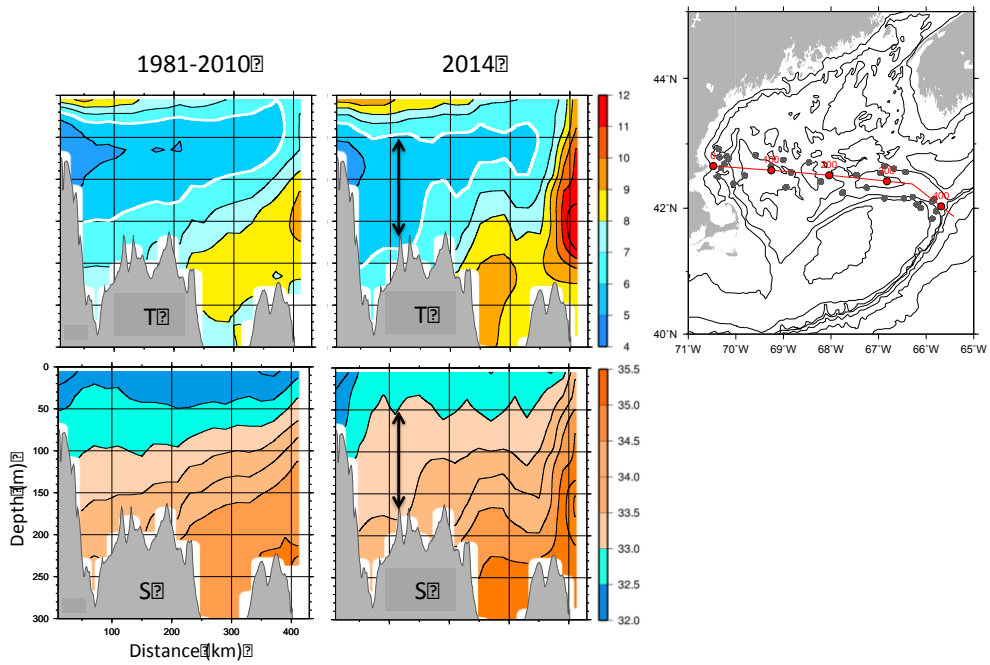 1981-2010⍰
2014⍰
12
11
10
9
8
7
6
5
4
T⍰
T⍰
0
50
100
150
200
250
300
Depth⍰(m)⍰
S⍰
S⍰
35.5
35.0
34.5
34.0
33.5
33.0
32.5
32.0
100
200
300
400
Distance⍰(km)⍰
44°N
42°N
40°N
71°W
70°W
69°W
68°W
67°W
66°W
65°W
0
100
200
300
400